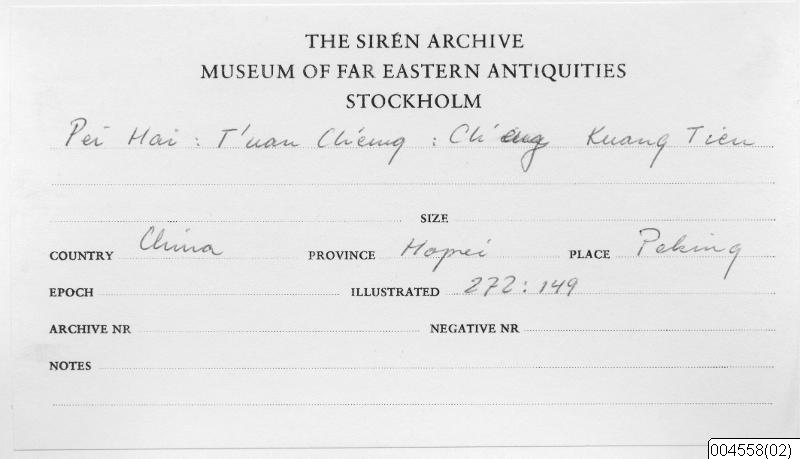 THE SIRÉN ARCHIVE
MUSEUM OF FAR EASTERN ANTIQUITIES
STOCKHOLM
Pei Hai : T'uan Ch'eng : Ch'eng Kuang Tien
SIZE
COUNTRY China PROVINCE Hopei PLACE Peking
EPOCH ILLUSTRATED 272:149
ARCHIVE NR NEGATIVE NR
NOTES
004558(02)